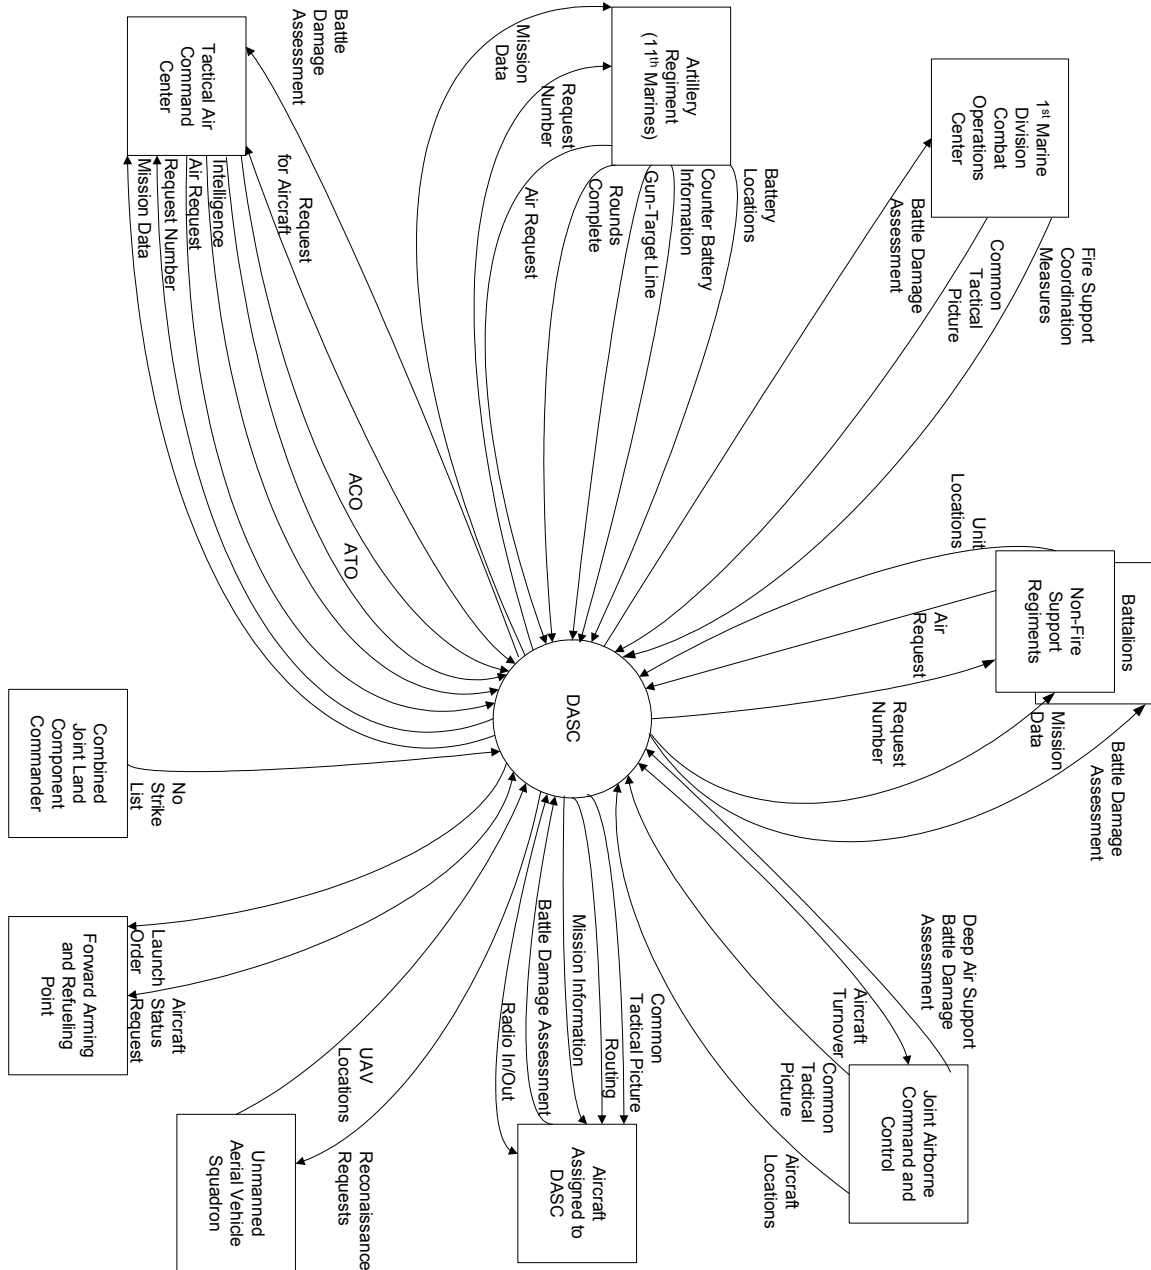 Battle
Damage
Assessment
Tactical Air
Command
Center
Mission
Data
Request
Number
Artillery
Regiment
(11th Marines)
1st Marine
Division
Combat
Operations
Center
Battery
Locations
Counter Battery
Information
Gun-Target Line
Rounds
Complete
Air Request
Battle Damage
Assessment
Common
Tactical
Picture
Fire Support
Coordination
Measures
Request
for Aircraft
Intelligence
Air Request
Request Number
Mission Data
ACO
ATO
Unit
Locations
Battalions
Non-Fire
Support
Regiments
Air
Request
Request
Number
Mission
Data
Battle Damage
Assessment
DASC
Combined
Joint Land
Component
Commander
No
Strike
List
Forward Arming
and Refueling
Point
Launch
Order
Aircraft
Status
Request
Unmanned
Aerial Vehicle
Squadron
UAV
Locations
Reconaissance
Requests
Aircraft
Assigned to
DASC
Radio In/Out
Battle Damage Assessment
Mission Information
Routing
Common
Tactical Picture
Joint Airborne
Command and
Control
Deep Air Support
Battle Damage
Assessment
Aircraft
Turnover
Common
Tactical
Picture
Aircraft
Locations